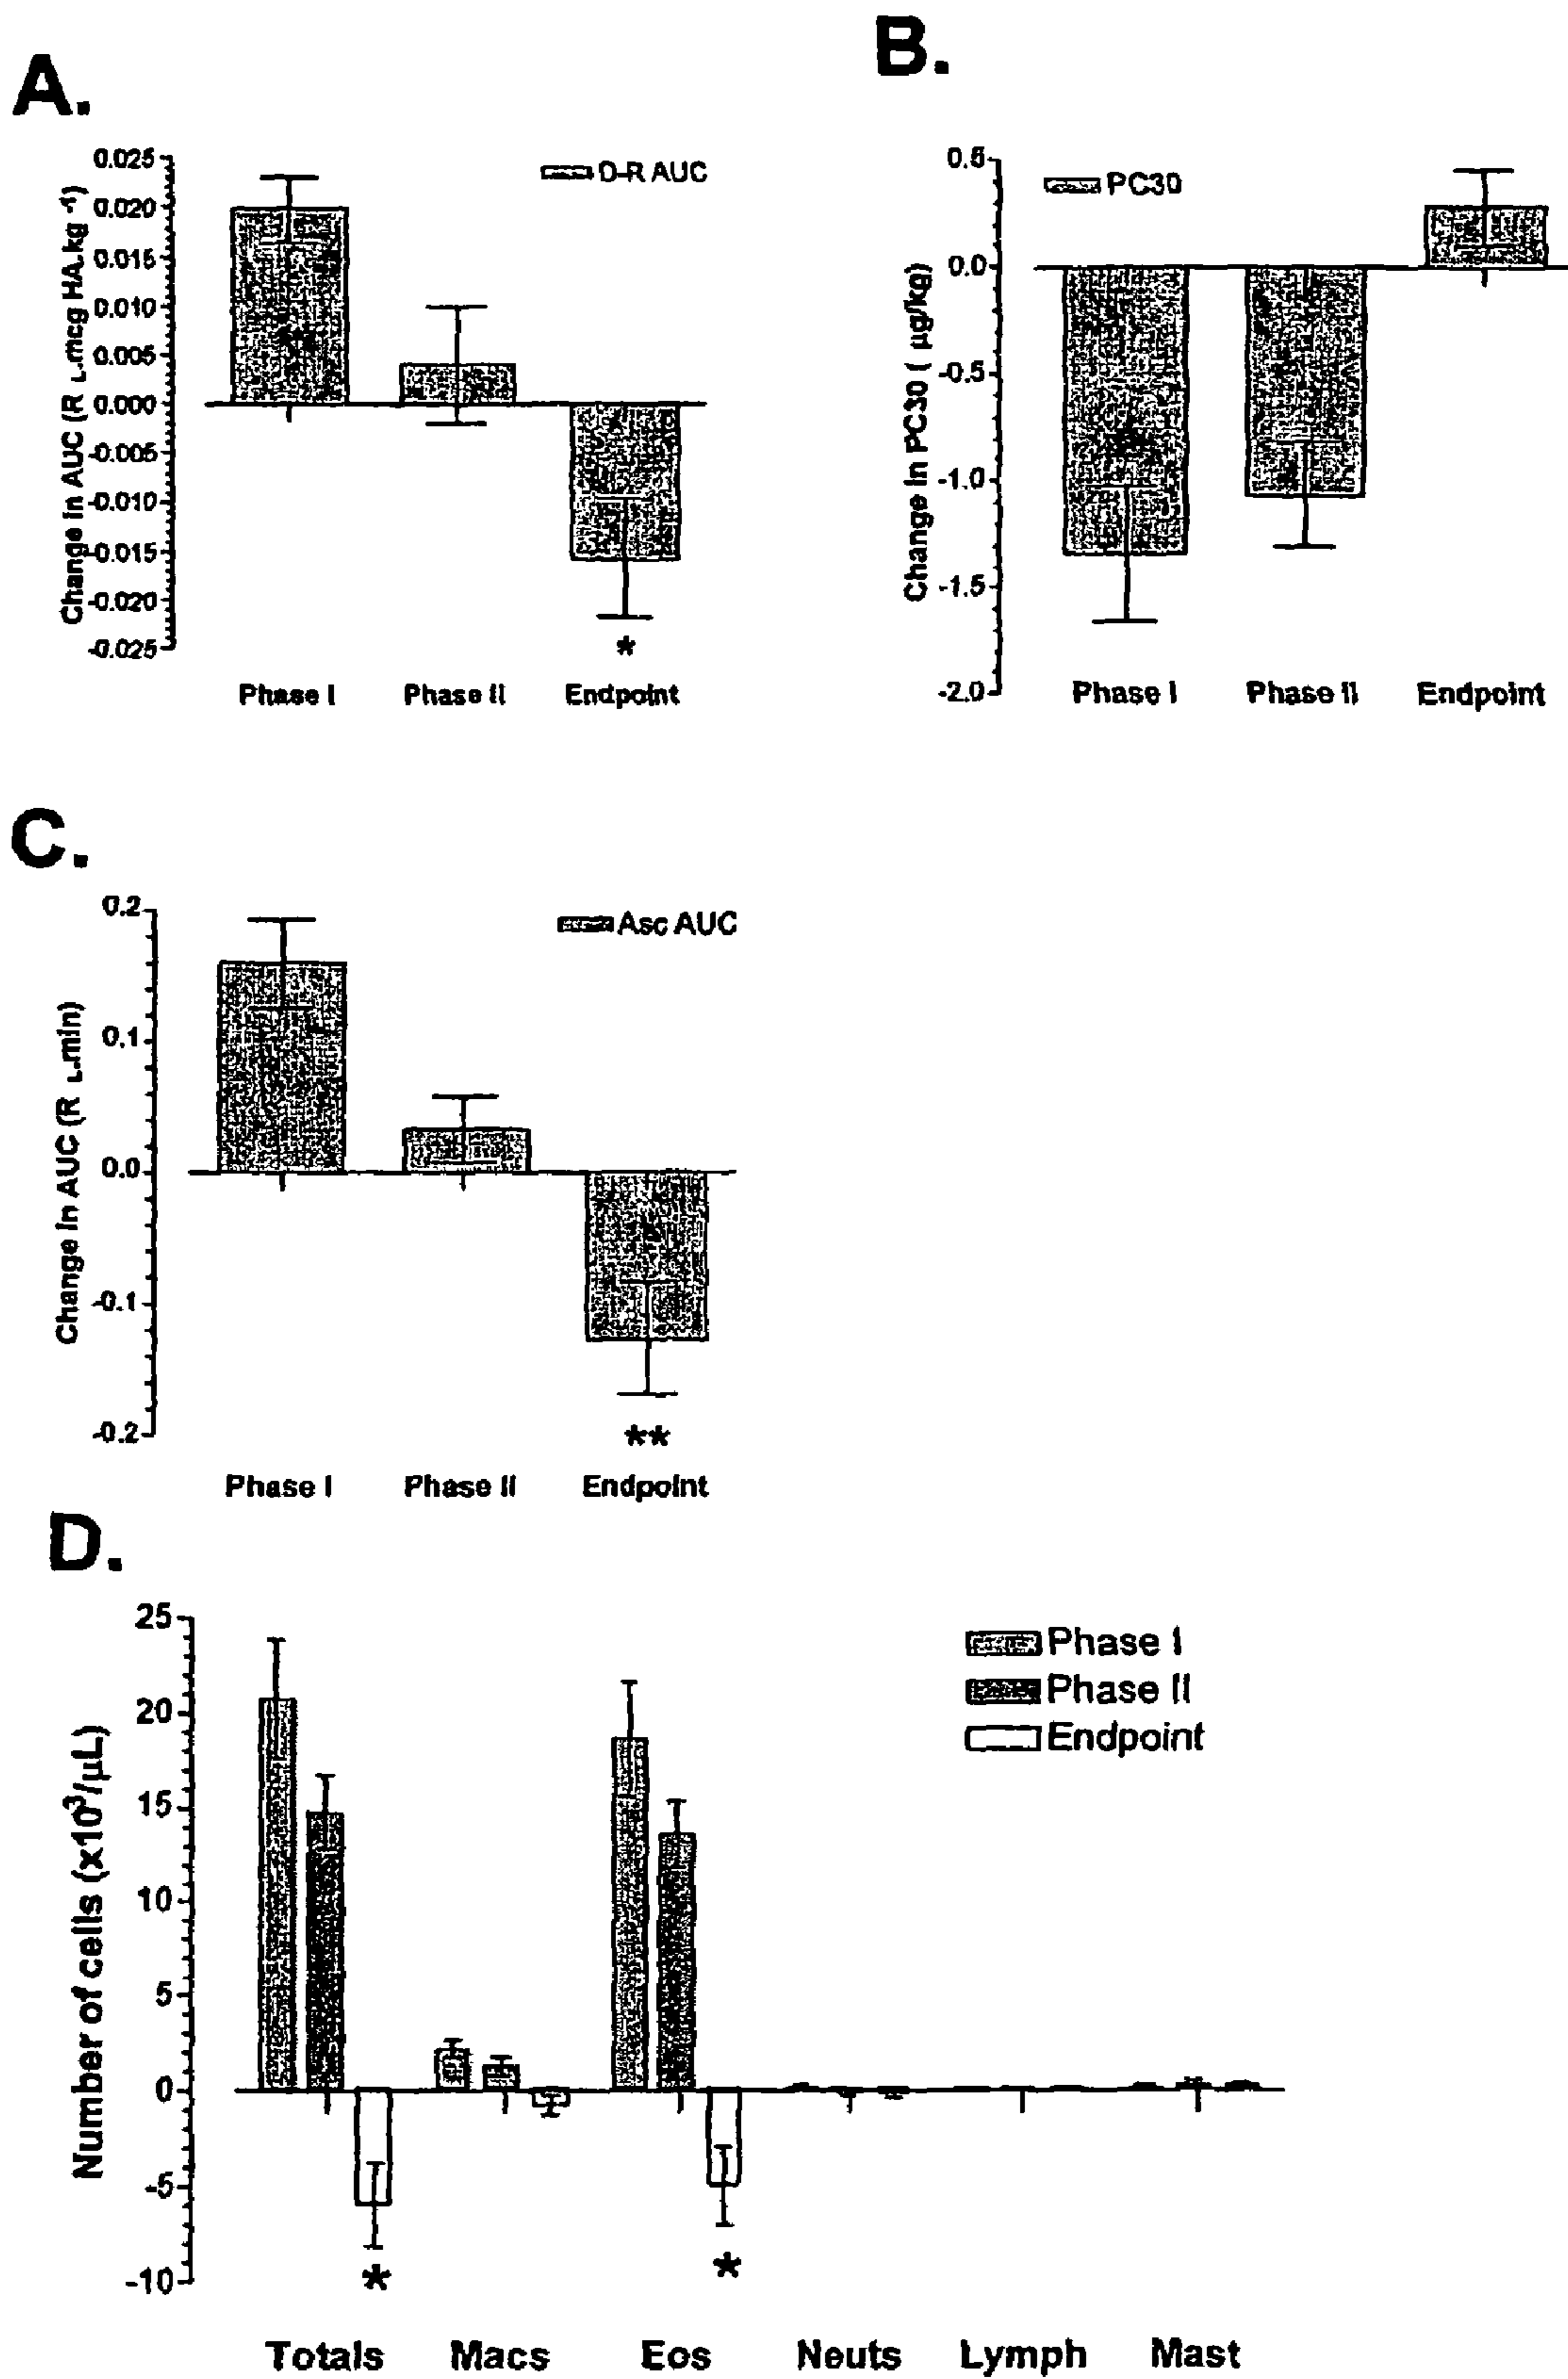 A.
0.025
0.020
0.015
0.010
0.005
0.000
-0.005
-0.010
-0.015
-0.020
-0.025
Change in AUC (R L.mcg HA.kg -1)
D-R AUC
*
Phase I Phase II Endpoint
B.
0.5
0.0
-0.5
-1.0
-1.5
-2.0
Change in PC30 ( µg/kg)
PC30
Phase I Phase II Endpoint
C.
0.2
0.1
0.0
-0.1
-0.2
Change in AUC (R L.min)
Asc AUC
**
Phase I Phase II Endpoint
D.
25
20
15
10
5
0
-5
-10
Number of cells (x10³/µL)
Phase I
Phase II
Endpoint
* *
Totals Macs Eos Neuts Lymph Mast